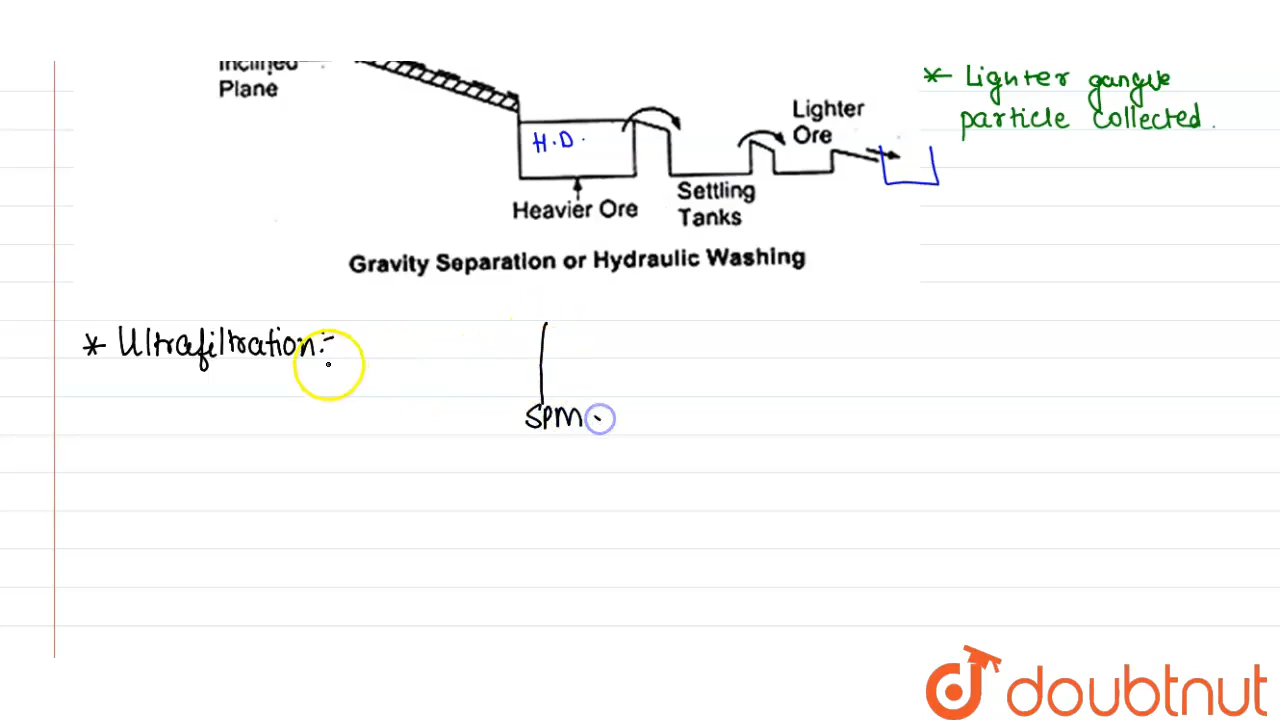 Inclined
Plane
H.D.
Heavier Ore
Settling
Tanks
Lighter
Ore
* Lighter gangue
particle collected.
Gravity Separation or Hydraulic Washing
* Ultrafiltration:-
SPM
doubtnut